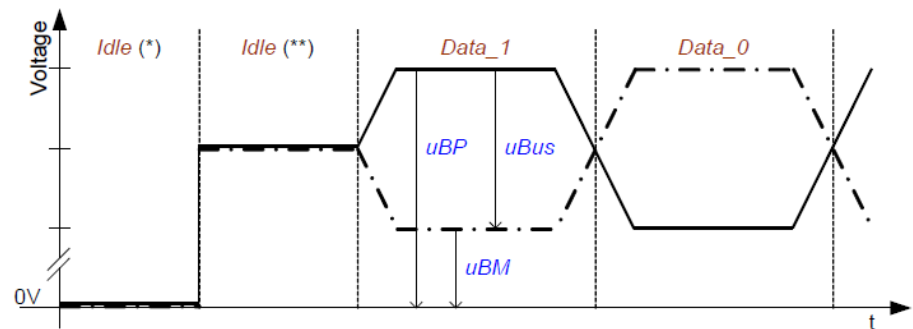 Idle (*)
Idle (**)
Data_1
Data_0
Voltage
uBP
uBus
uBM
0V
t